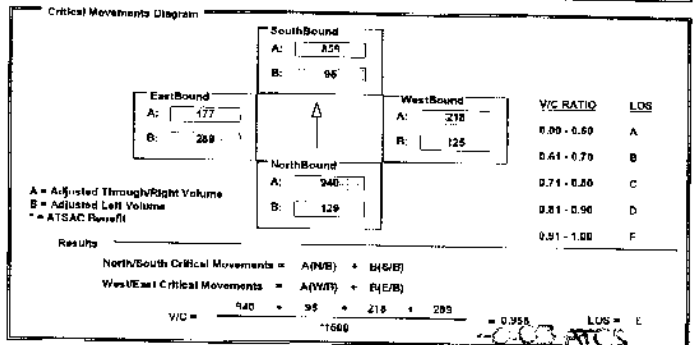 Critical Movements Diagram
SouthBound
A: 859
B: 95
EastBound
A: 177
B: 289
WestBound
A: 218
B: 125
NorthBound
A: 940
B: 129
V/C RATIO LOS
0.00 - 0.60 A
0.61 - 0.70 B
0.71 - 0.80 C
0.81 - 0.90 D
0.91 - 1.00
A = Adjusted Through/Right Volume
B = Adjusted Left Volume
* = ATSAC Benefit
Results
North/South Critical Movements = A(N/B) + B(S/B)
West/East Critical Movements = A(W/B) + B(E/B)
V/C = 940 + 95 + 218 + 289 = 0.958 LOS = E
*1600
ATCS